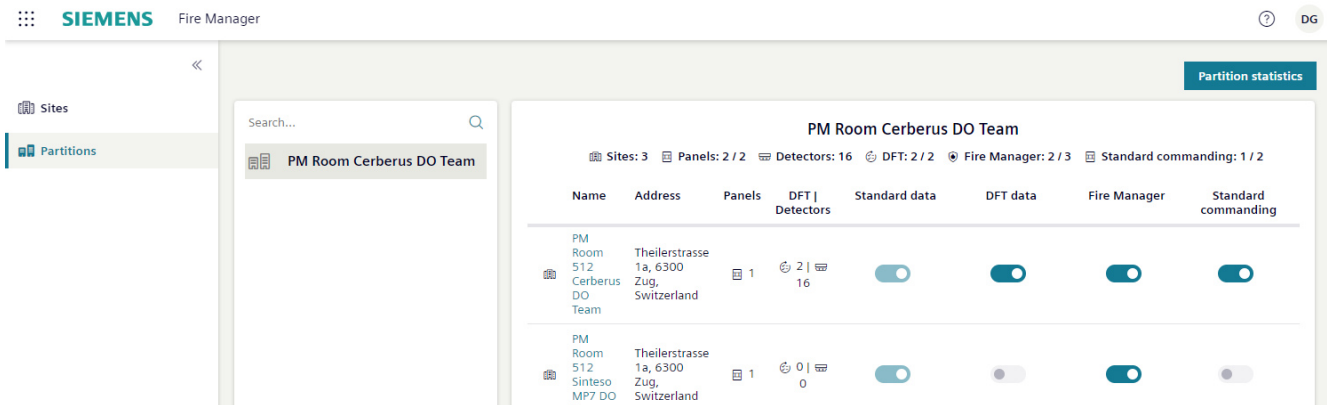 SIEMENS Fire Manager
DG
Partition statistics
Sites
Partitions
Search...
PM Room Cerberus DO Team
PM Room Cerberus DO Team
Sites: 3 Panels: 2 / 2 Detectors: 16 DFT: 2 / 2 Fire Manager: 2 / 3 Standard commanding: 1 / 2
Name Address Panels DFT | Standard data DFT data Fire Manager Standard
Detectors commanding
PM
Room
512
Cerberus
DO
Team
Theilerstrasse
1a, 6300
Zug,
Switzerland
1
2 |
16
PM
Room
512
Sinteso
MP7 DO
Theilerstrasse
1a, 6300
Zug,
Switzerland
1
0 |
0